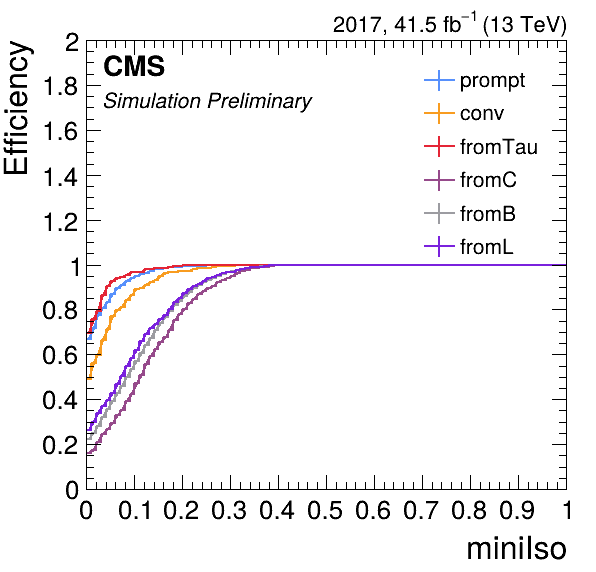 2017, 41.5 fb⁻¹ (13 TeV)
Efficiency
2
1.8
1.6
1.4
1.2
1
0.8
0.6
0.4
0.2
0
CMS
Simulation Preliminary
prompt
conv
fromTau
fromC
fromB
fromL
0 0.1 0.2 0.3 0.4 0.5 0.6 0.7 0.8 0.9 1
miniIso